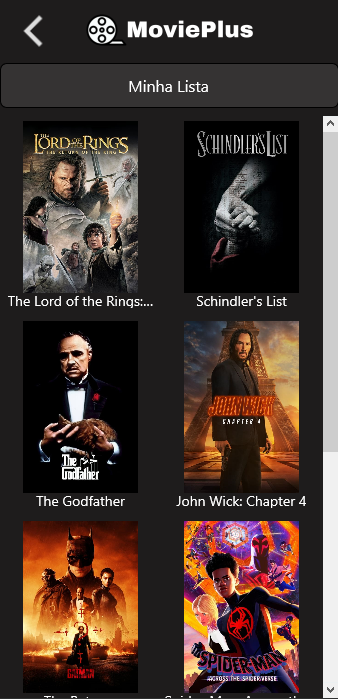 MoviePlus
Minha Lista
THE LORD OF THE RINGS
THE RETURN OF THE KING
SCHINDLER'S LIST
The Lord of the Rings:...
Schindler's List
The Godfather
JOHN WICK
CHAPTER 4
The Godfather
John Wick: Chapter 4
SPIDER-MAN
ACROSS THE SPIDER-VERSE